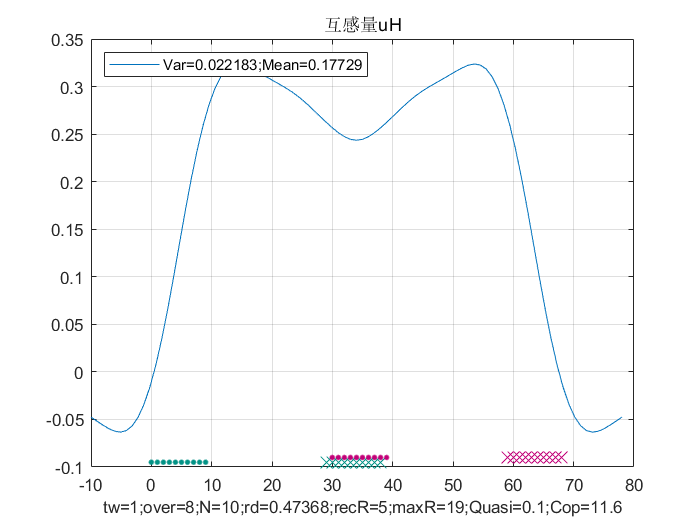 互感量uH
0.35
Var=0.022183;Mean=0.17729
0.3
0.25
0.2
0.15
0.1
0.05
0
-0.05
-0.1
-10 0 10 20 30 40 50 60 70 80
tw=1;over=8;N=10;rd=0.47368;recR=5;maxR=19;Quasi=0.1;Cop=11.6